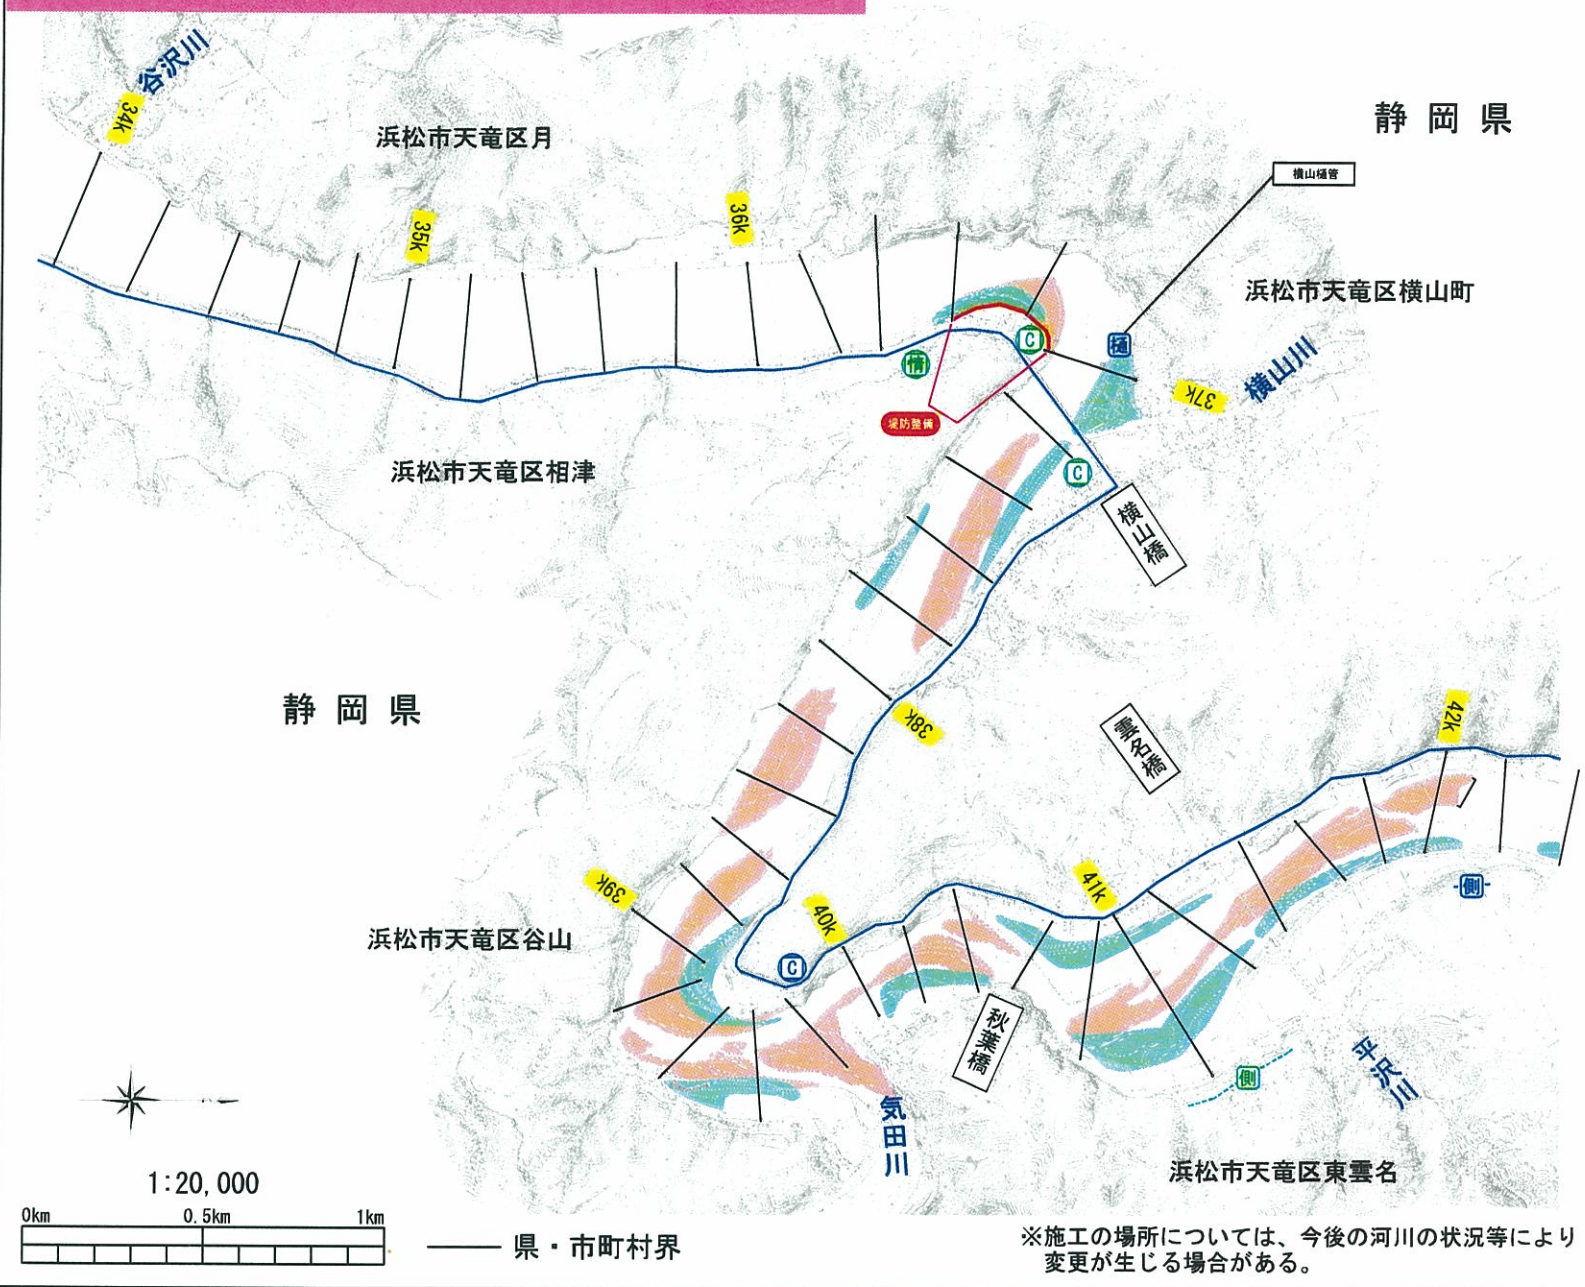 谷沢川
34k
浜松市天竜区月
静岡県
横山樋管
35k
36k
浜松市天竜区横山町
樋
C
情
横山川
37k
堤防整備
浜松市天竜区相津
C
横山橋
静岡県
38k
雲名橋
42k
39k
41k
側
40k
浜松市天竜区谷山
C
秋葉橋
平沢川
側
気田川
浜松市天竜区東雲名
1:20,000
0km 0.5km 1km
県・市町村界
※施工の場所については、今後の河川の状況等により
変更が生じる場合がある。